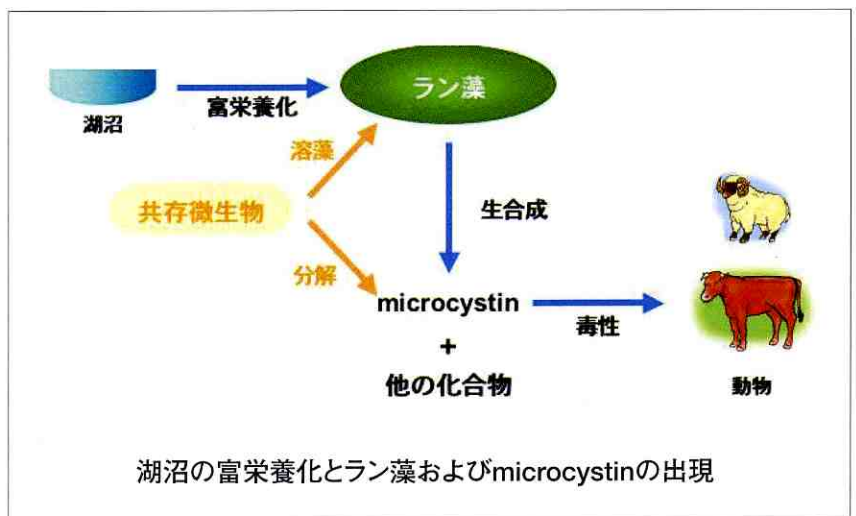 ラン藻
富栄養化
湖沼
溶藻
共存微生物
生合成
分解
microcystin
毒性
+
他の化合物
動物
湖沼の富栄養化とラン藻およびmicrocystinの出現